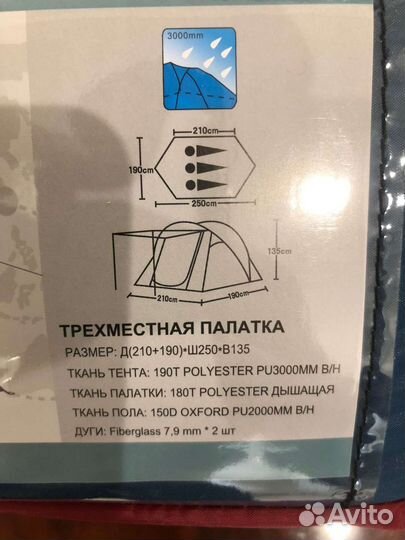 3000mm
210cm
190cm
250cm
135cm
210cm
190cm
ТРЕХМЕСТНАЯ ПАЛАТКА
РАЗМЕР: Д(210+190)*Ш250*В135
ТКАНЬ ТЕНТА: 190T POLYESTER PU3000MM В/Н
ТКАНЬ ПАЛАТКИ: 180T POLYESTER ДЫШАЩАЯ
ТКАНЬ ПОЛА: 150D OXFORD PU2000MM В/Н
ДУГИ: Fiberglass 7,9 mm * 2 шт
Avito